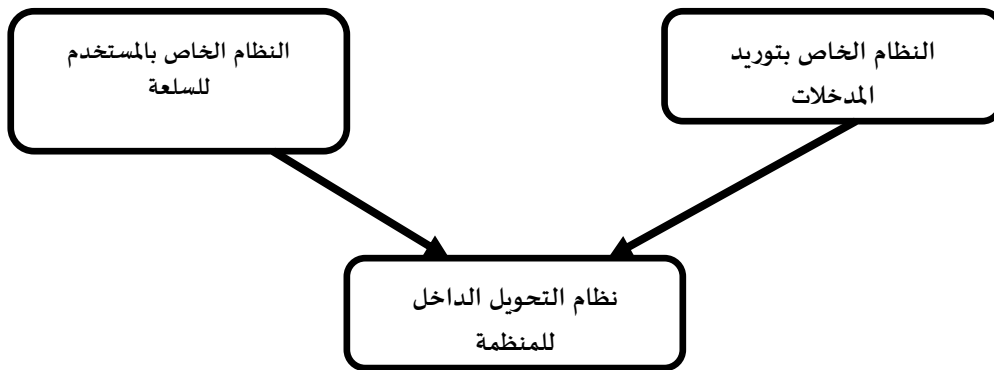 النظام الخاص بتوريد
المدخلات
النظام الخاص بالمستخدم
للسلعة
نظام التحويل الداخل
للمنظمة